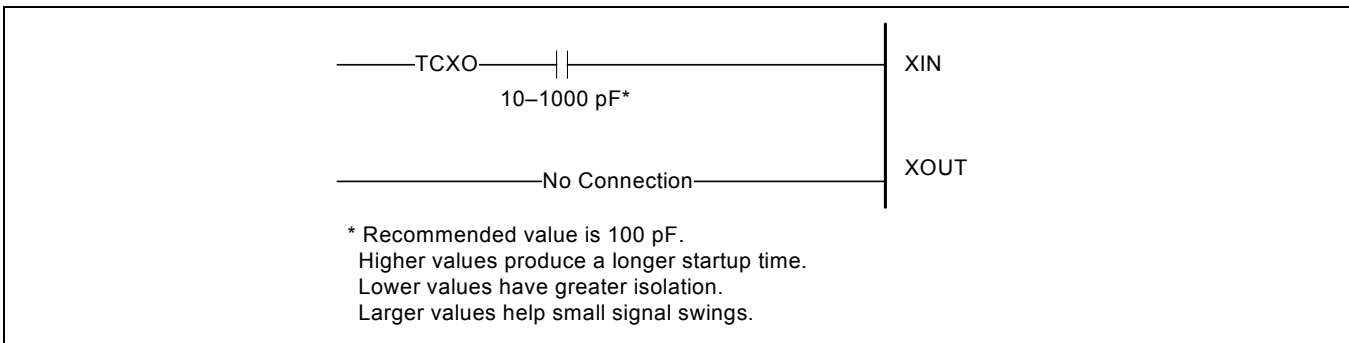 TCXO
XIN
10–1000 pF*
No Connection
XOUT
* Recommended value is 100 pF.
Higher values produce a longer startup time.
Lower values have greater isolation.
Larger values help small signal swings.